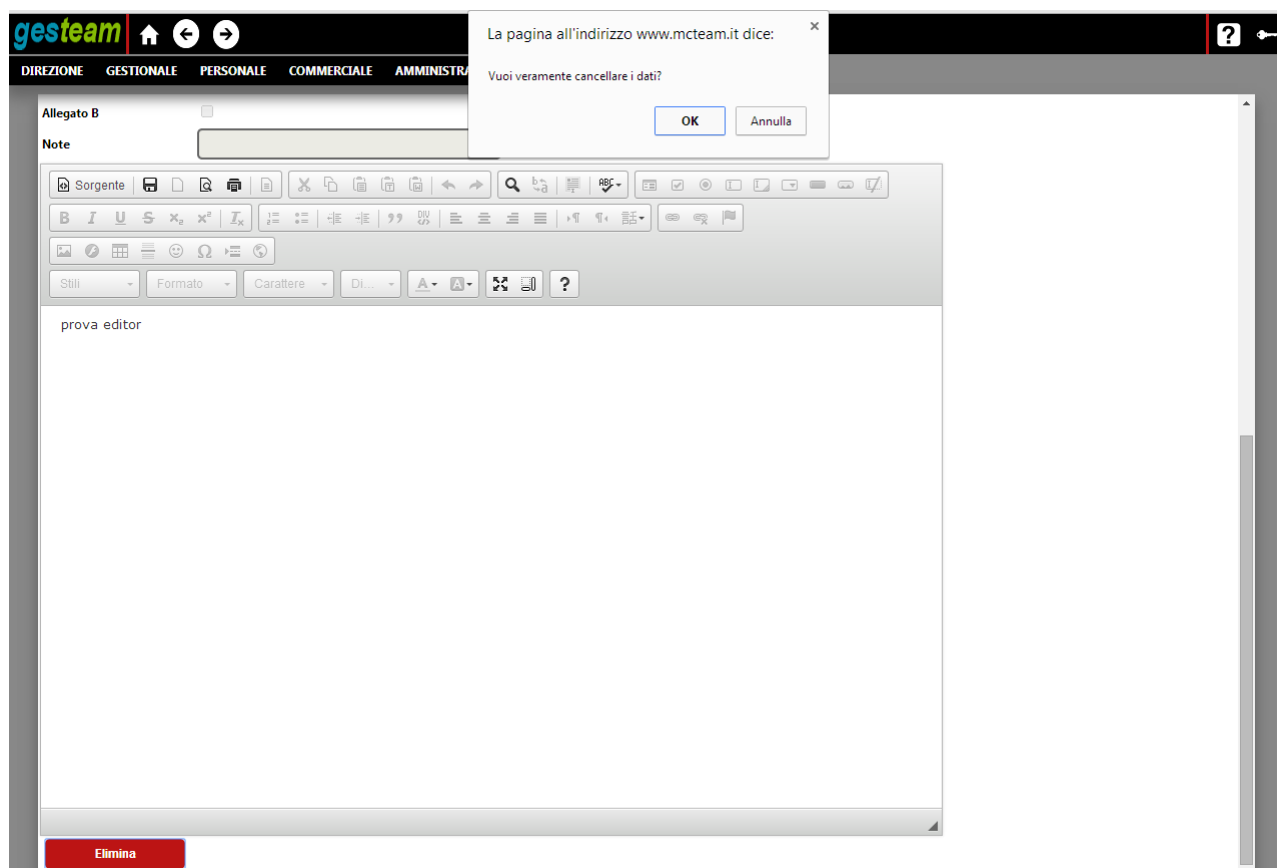 gesteam
La pagina all'indirizzo www.mcteam.it dice:
Vuoi veramente cancellare i dati?
OK Annulla
DIREZIONE GESTIONALE PERSONALE COMMERCIALE AMMINISTRA
Allegato B
Note
Sorgente
Stili Formato Carattere Di...
prova editor
Elimina